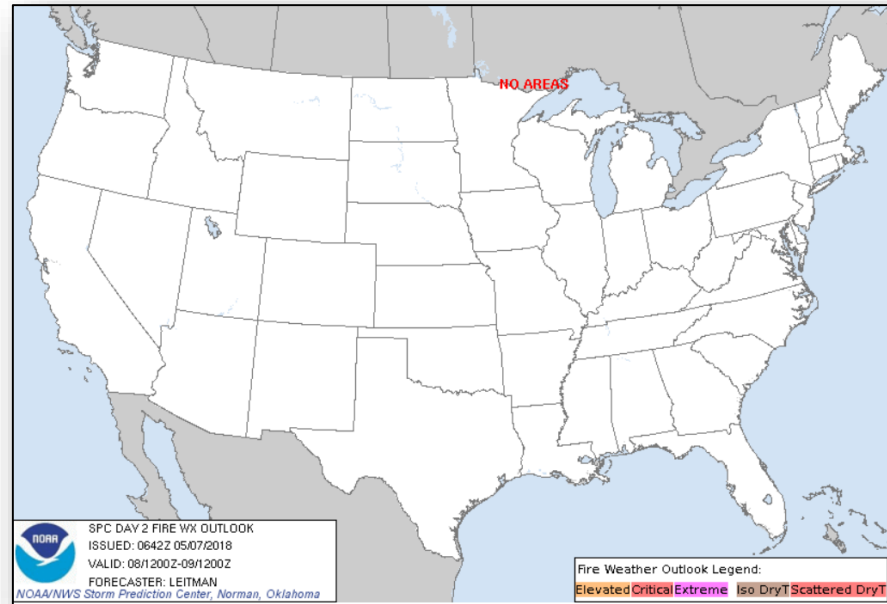 NO AREAS
NOAA
SPC DAY 2 FIRE WX OUTLOOK
ISSUED: 0642Z 05/07/2018
VALID: 08/1200Z-09/1200Z
FORECASTER: LEITMAN
NOAA/NWS Storm Prediction Center, Norman, Oklahoma
Fire Weather Outlook Legend:
Elevated Critical Extreme Iso DryT Scattered DryT